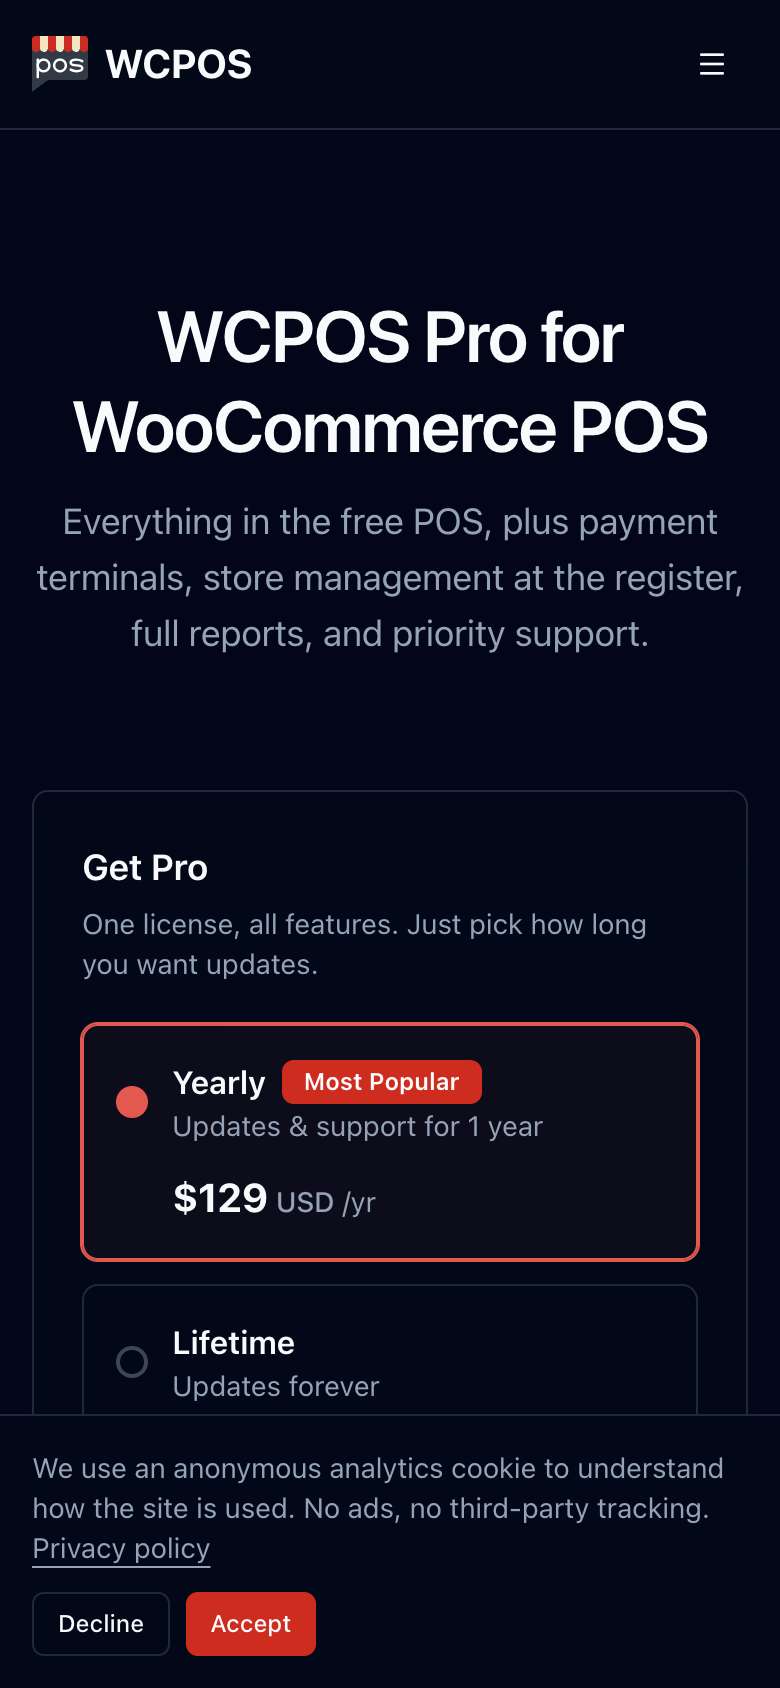 pos WCPOS
WCPOS Pro for
WooCommerce POS
Everything in the free POS, plus payment
terminals, store management at the register,
full reports, and priority support.
Get Pro
One license, all features. Just pick how long
you want updates.
Yearly Most Popular
Updates & support for 1 year
$129 USD /yr
Lifetime
Updates forever
We use an anonymous analytics cookie to understand
how the site is used. No ads, no third-party tracking.
Privacy policy
Decline Accept